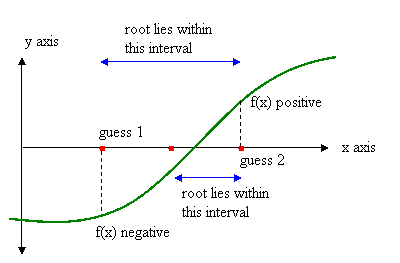 root lies within
this interval
y axis
f(x) positive
guess 1
x axis
guess 2
root lies within
this interval
f(x) negative